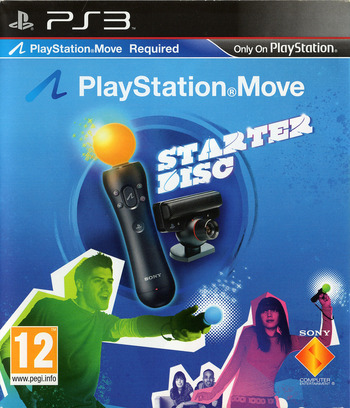 PS3
PlayStation®Move Required
Only On PlayStation®
PlayStation®Move
STARTER
DISC
SONY
12
www.pegi.info
SONY
COMPUTER
ENTERTAINMENT